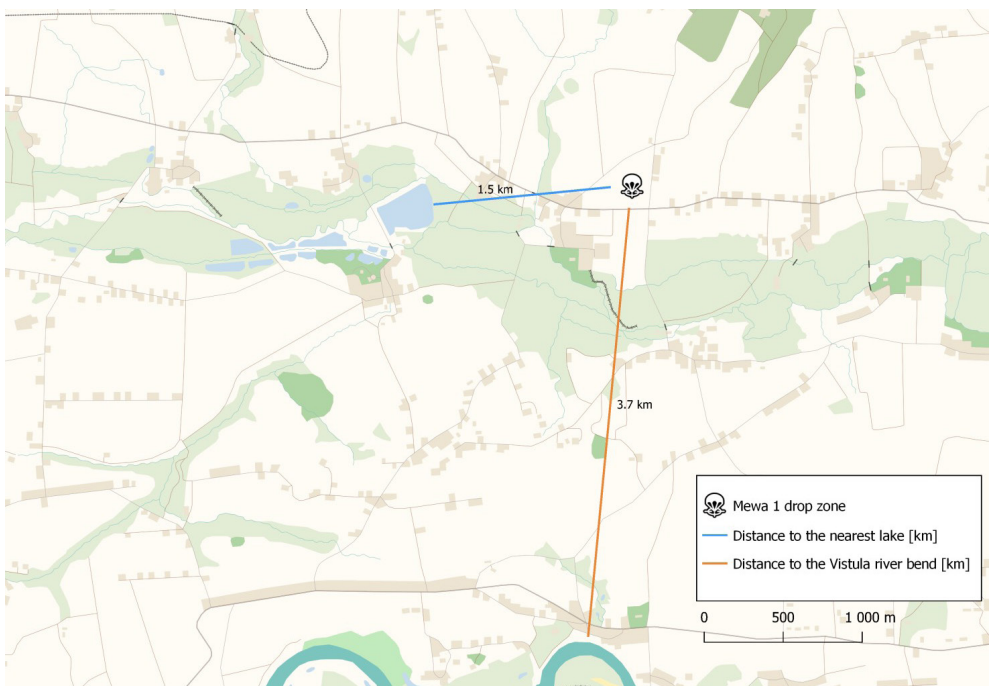 1.5 km
3.7 km
Mewa 1 drop zone
Distance to the nearest lake [km]
Distance to the Vistula river bend [km]
0 500 1 000 m